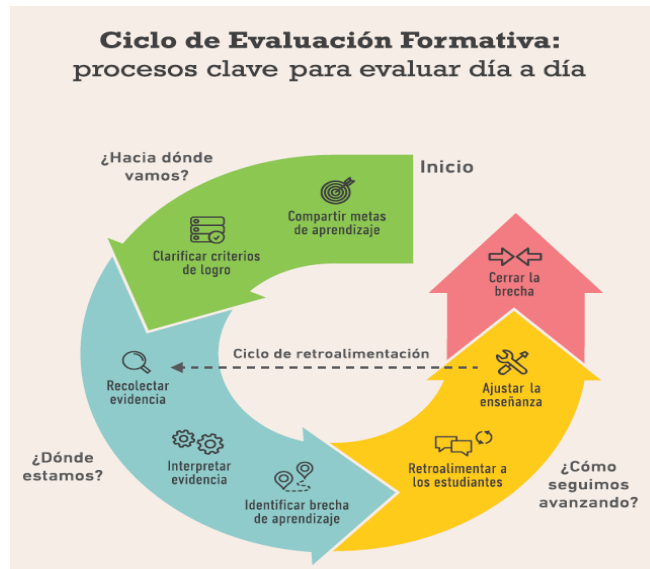 Ciclo de Evaluación Formativa:
procesos clave para evaluar día a día
Inicio
¿Hacia dónde
vamos?
Compartir metas
de aprendizaje
Clarificar criterios
de logro
Ciclo de retroalimentación
¿Dónde
estamos?
Recolectar
evidencia
Interpretar
evidencia
Identificar brecha
de aprendizaje
¿Cómo
seguimos
avanzando?
Retroalimentar a
los estudiantes
Ajustar la
enseñanza
Cerrar la
brecha